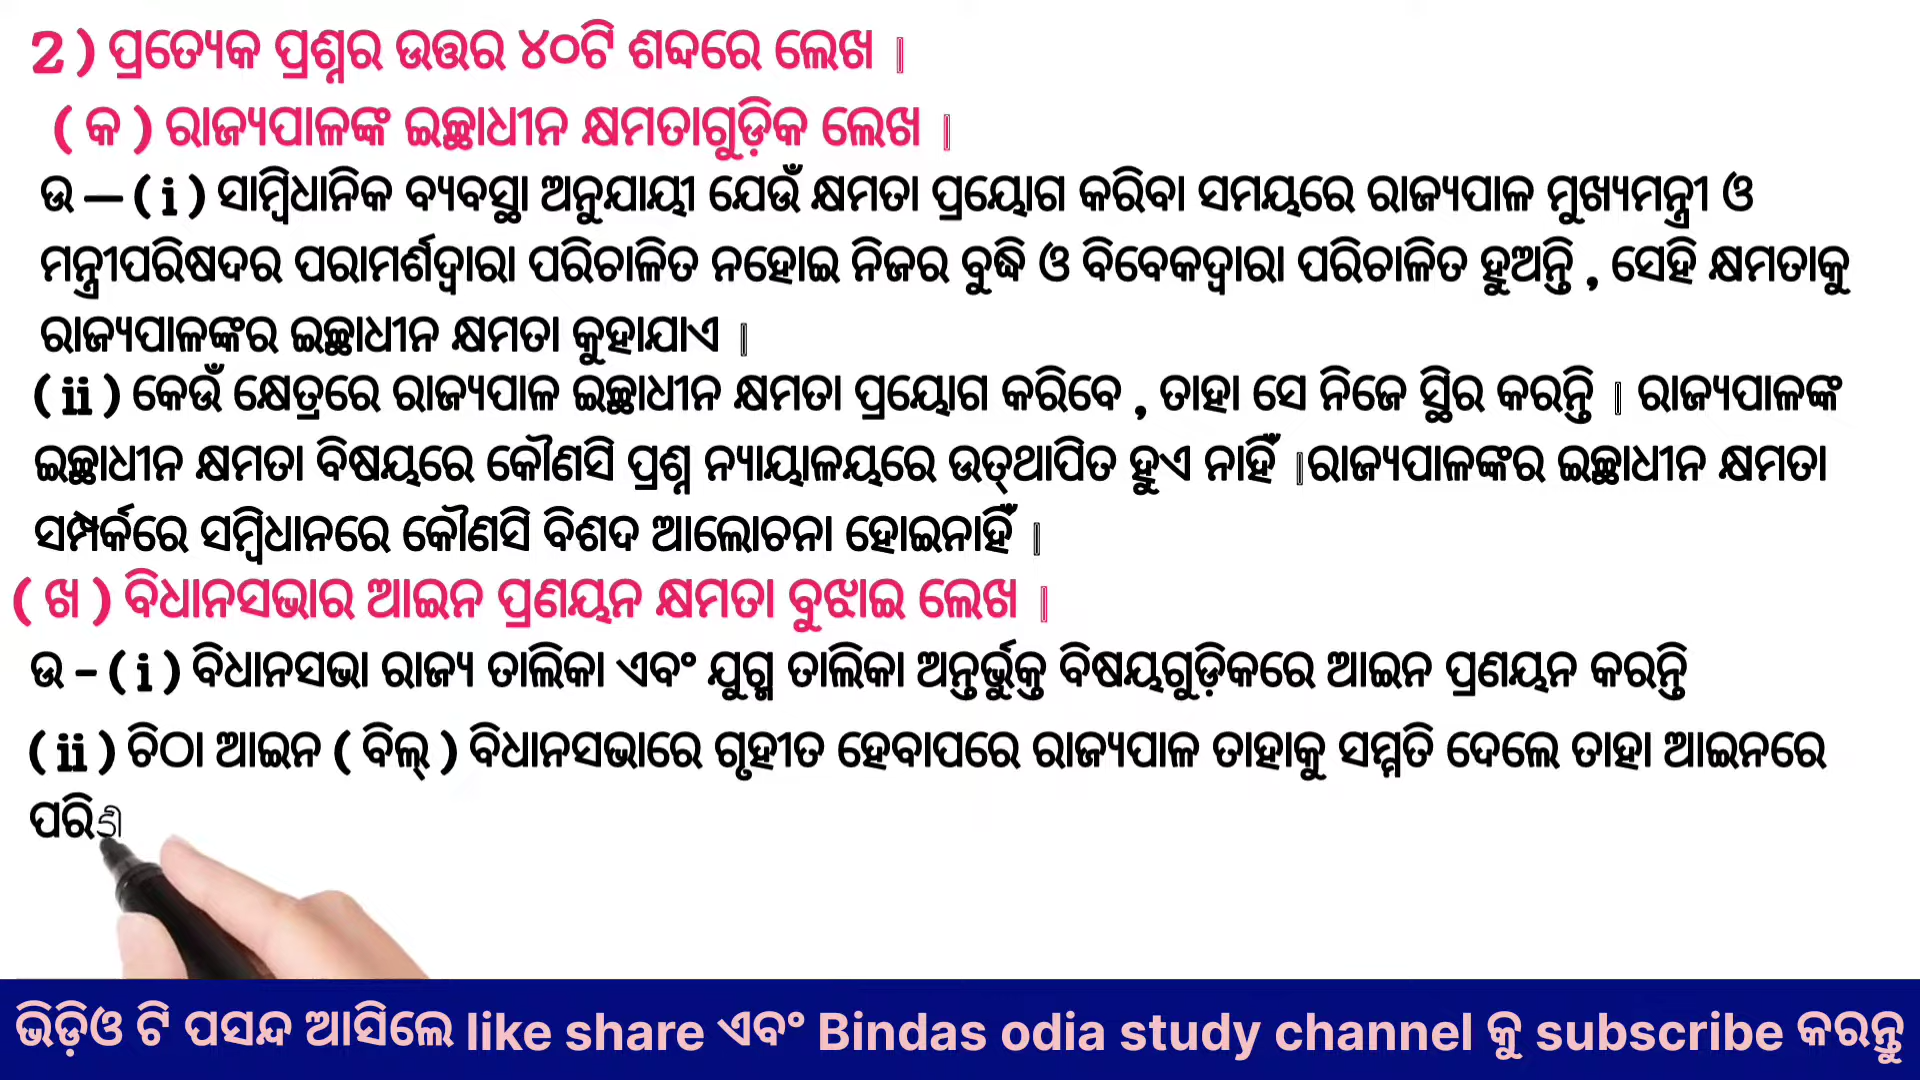 2 ) ପ୍ରତ୍ୟେକ ପ୍ରଶ୍ନର ଉତ୍ତର ୪୦ଟି ଶବ୍ଦରେ ଲେଖ ।
( କ ) ରାଜ୍ୟପାଳଙ୍କ ଇଚ୍ଛାଧୀନ କ୍ଷମତାଗୁଡ଼ିକ ଲେଖ ।
ଉ — ( i ) ସାମ୍ବିଧାନିକ ବ୍ୟବସ୍ଥା ଅନୁଯାୟୀ ଯେଉଁ କ୍ଷମତା ପ୍ରୟୋଗ କରିବା ସମୟରେ ରାଜ୍ୟପାଳ ମୁଖ୍ୟମନ୍ତ୍ରୀ ଓ
ମନ୍ତ୍ରୀପରିଷଦର ପରାମର୍ଶଦ୍ୱାରା ପରିଚାଳିତ ନହୋଇ ନିଜର ବୁଦ୍ଧି ଓ ବିବେକଦ୍ୱାରା ପରିଚାଳିତ ହୁଅନ୍ତି , ସେହି କ୍ଷମତାକୁ
ରାଜ୍ୟପାଳଙ୍କର ଇଚ୍ଛାଧୀନ କ୍ଷମତା କୁହାଯାଏ ।
( ii ) କେଉଁ କ୍ଷେତ୍ରରେ ରାଜ୍ୟପାଳ ଇଚ୍ଛାଧୀନ କ୍ଷମତା ପ୍ରୟୋଗ କରିବେ , ତାହା ସେ ନିଜେ ସ୍ଥିର କରନ୍ତି । ରାଜ୍ୟପାଳଙ୍କ
ଇଚ୍ଛାଧୀନ କ୍ଷମତା ବିଷୟରେ କୌଣସି ପ୍ରଶ୍ନ ନ୍ୟାୟାଳୟରେ ଉତ୍‌ଥାପିତ ହୁଏ ନାହିଁ ।ରାଜ୍ୟପାଳଙ୍କର ଇଚ୍ଛାଧୀନ କ୍ଷମତା
ସମ୍ପର୍କରେ ସମ୍ବିଧାନରେ କୌଣସି ବିଶଦ ଆଲୋଚନା ହୋଇନାହିଁ ।
( ଖ ) ବିଧାନସଭାର ଆଇନ ପ୍ରଣୟନ କ୍ଷମତା ବୁଝାଇ ଲେଖ ।
ଉ – ( i ) ବିଧାନସଭା ରାଜ୍ୟ ତାଲିକା ଏବଂ ଯୁଗ୍ମ ତାଲିକା ଅନ୍ତର୍ଭୁକ୍ତ ବିଷୟଗୁଡ଼ିକରେ ଆଇନ ପ୍ରଣୟନ କରନ୍ତି
( ii ) ଚିଠା ଆଇନ ( ବିଲ୍ ) ବିଧାନସଭାରେ ଗୃହୀତ ହେବାପରେ ରାଜ୍ୟପାଳ ତାହାକୁ ସମ୍ମତି ଦେଲେ ତାହା ଆଇନରେ
ପରି
ଭିଡ଼ିଓ ଟି ପସନ୍ଦ ଆସିଲେ like share ଏବଂ Bindas odia study channel କୁ subscribe କରନ୍ତୁ